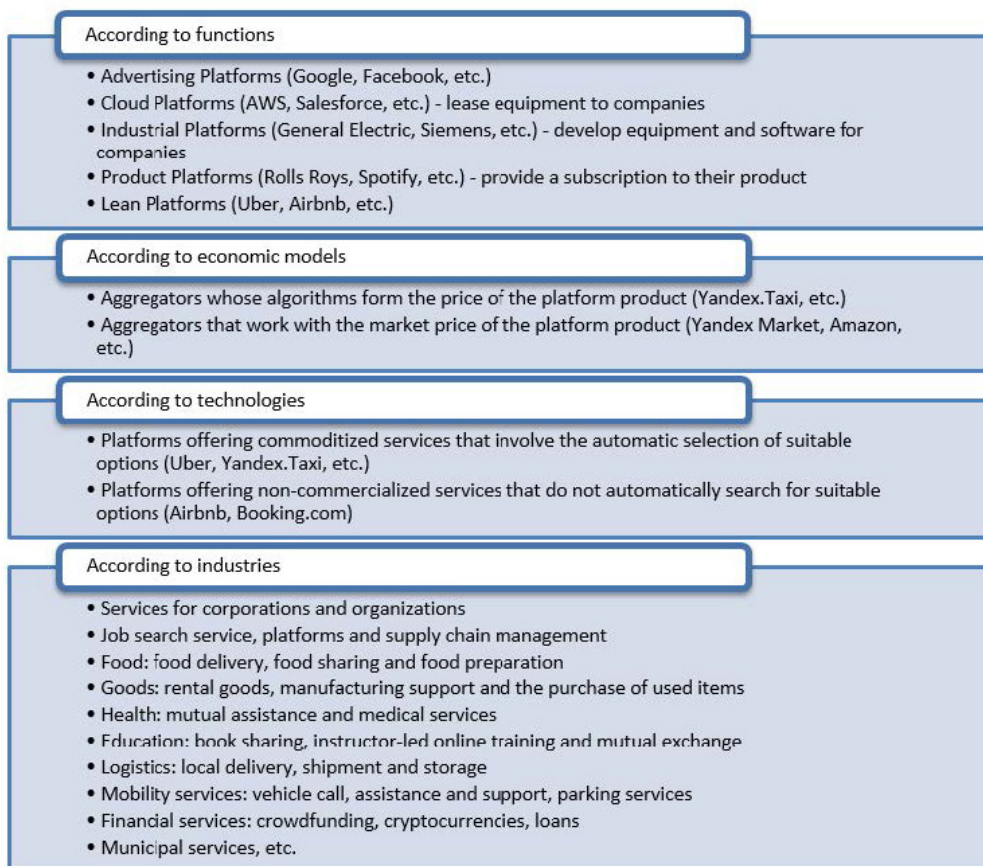 According to functions
• Advertising Platforms (Google, Facebook, etc.)
• Cloud Platforms (AWS, Salesforce, etc.) - lease equipment to companies
• Industrial Platforms (General Electric, Siemens, etc.) - develop equipment and software for
companies
• Product Platforms (Rolls Roys, Spotify, etc.) - provide a subscription to their product
• Lean Platforms (Uber, Airbnb, etc.)
According to economic models
• Aggregators whose algorithms form the price of the platform product (Yandex.Taxi, etc.)
• Aggregators that work with the market price of the platform product (Yandex Market, Amazon,
etc.)
According to technologies
• Platforms offering commoditized services that involve the automatic selection of suitable
options (Uber, Yandex.Taxi, etc.)
• Platforms offering non-commercialized services that do not automatically search for suitable
options (Airbnb, Booking.com)
According to industries
• Services for corporations and organizations
• Job search service, platforms and supply chain management
• Food: food delivery, food sharing and food preparation
• Goods: rental goods, manufacturing support and the purchase of used items
• Health: mutual assistance and medical services
• Education: book sharing, instructor-led online training and mutual exchange
• Logistics: local delivery, shipment and storage
• Mobility services: vehicle call, assistance and support, parking services
• Financial services: crowdfunding, cryptocurrencies, loans
• Municipal services, etc.